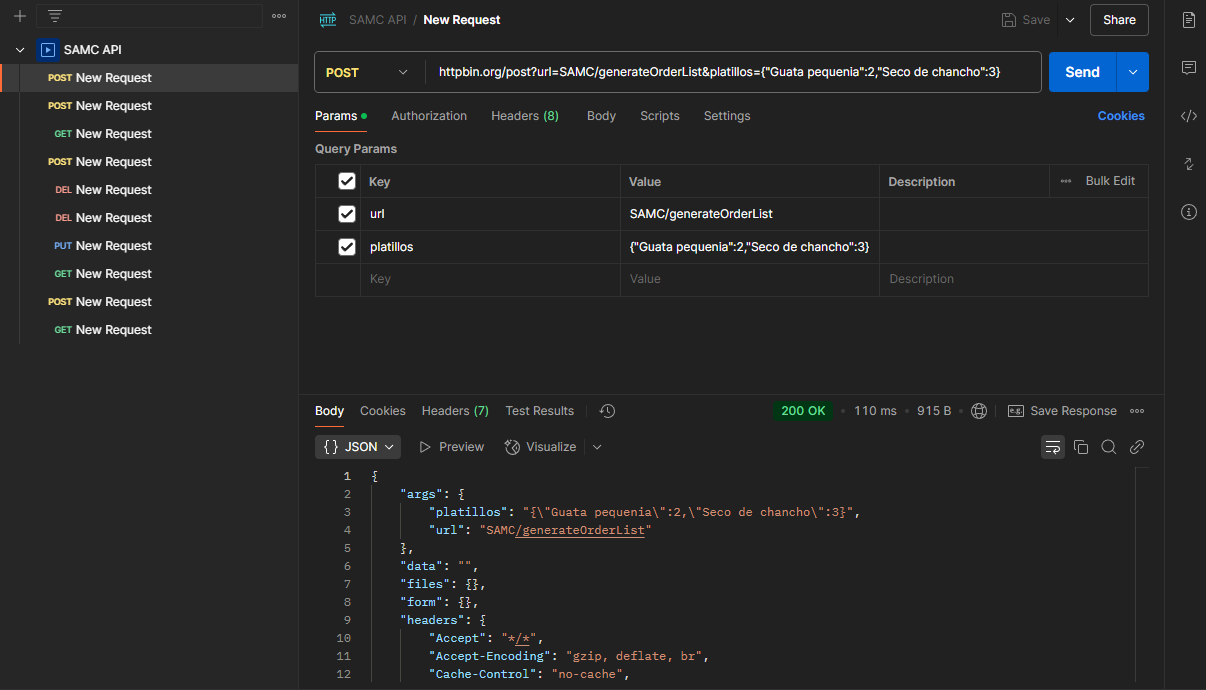 SAMC API
POST New Request
POST New Request
GET New Request
POST New Request
DEL New Request
DEL New Request
PUT New Request
GET New Request
POST New Request
GET New Request
HTTP SAMC API / New Request
Save
Share
POST httpbin.org/post?url=SAMC/generateOrderList&platillos={"Guata pequenia":2,"Seco de chancho":3}
Send
Params Authorization Headers (8) Body Scripts Settings Cookies
Query Params
Key Value Description Bulk Edit
url SAMC/generateOrderList
platillos {"Guata pequenia":2,"Seco de chancho":3}
Key Value Description
Body Cookies Headers (7) Test Results 200 OK • 110 ms • 915 B • e.g. Save Response
{} JSON Preview Visualize
1 {
2 "args": {
3 "platillos": "{\"Guata pequenia\":2,\"Seco de chancho\":3}",
4 "url": "SAMC/generateOrderList"
5 },
6 "data": "",
7 "files": {},
8 "form": {},
9 "headers": {
10 "Accept": "*/*",
11 "Accept-Encoding": "gzip, deflate, br",
12 "Cache-Control": "no-cache",